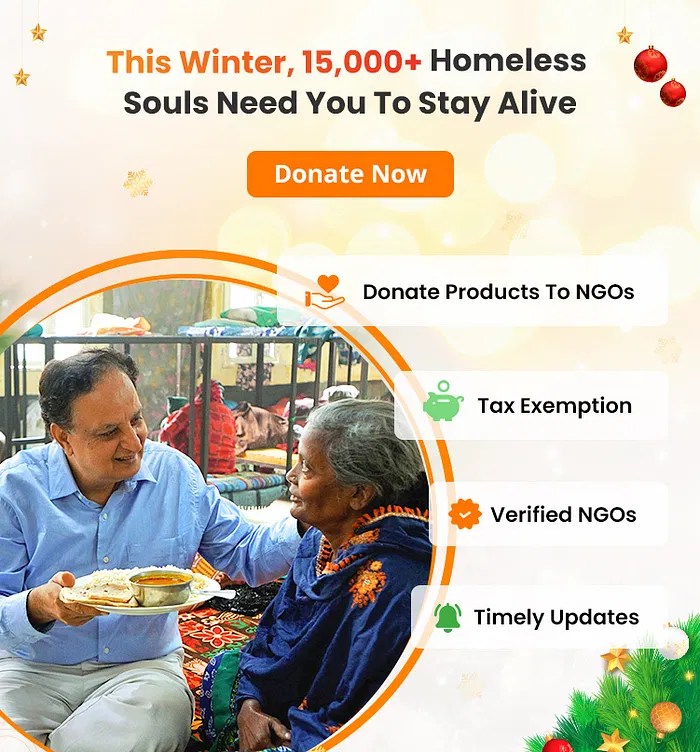 This Winter, 15,000+ Homeless
Souls Need You To Stay Alive
Donate Now
Donate Products To NGOs
Tax Exemption
Verified NGOs
Timely Updates